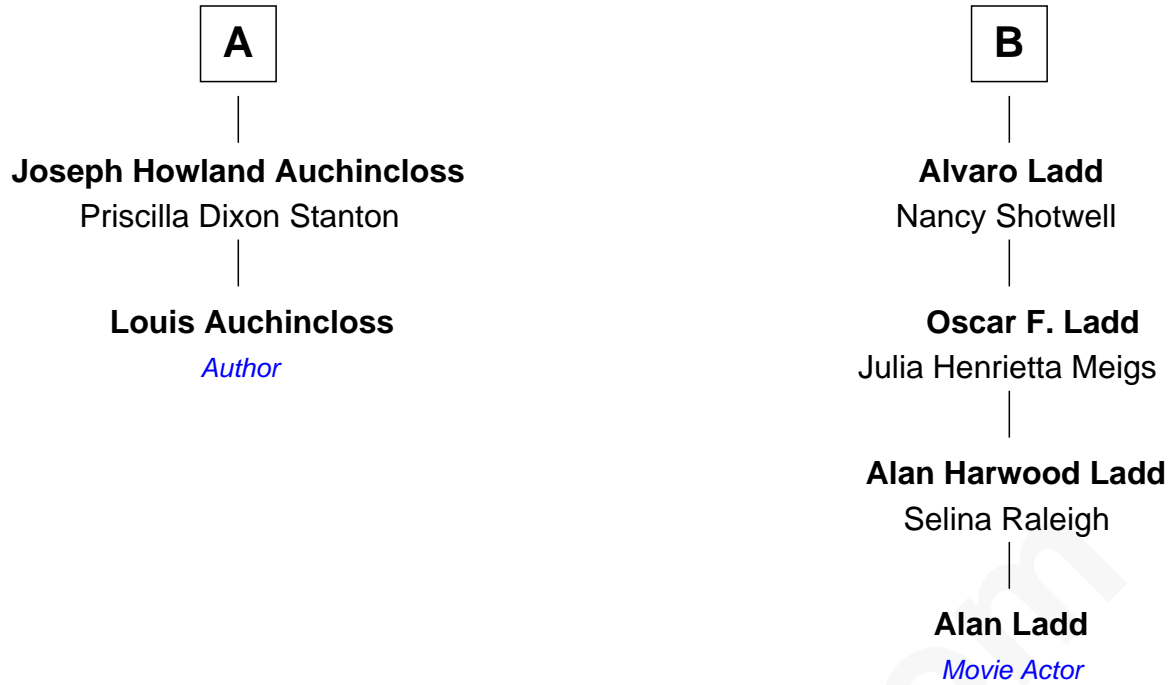 A
Joseph Howland Auchincloss
Priscilla Dixon Stanton
Louis Auchincloss
Author
B
Alvaro Ladd
Nancy Shotwell
Oscar F. Ladd
Julia Henrietta Meigs
Alan Harwood Ladd
Selina Raleigh
Alan Ladd
Movie Actor